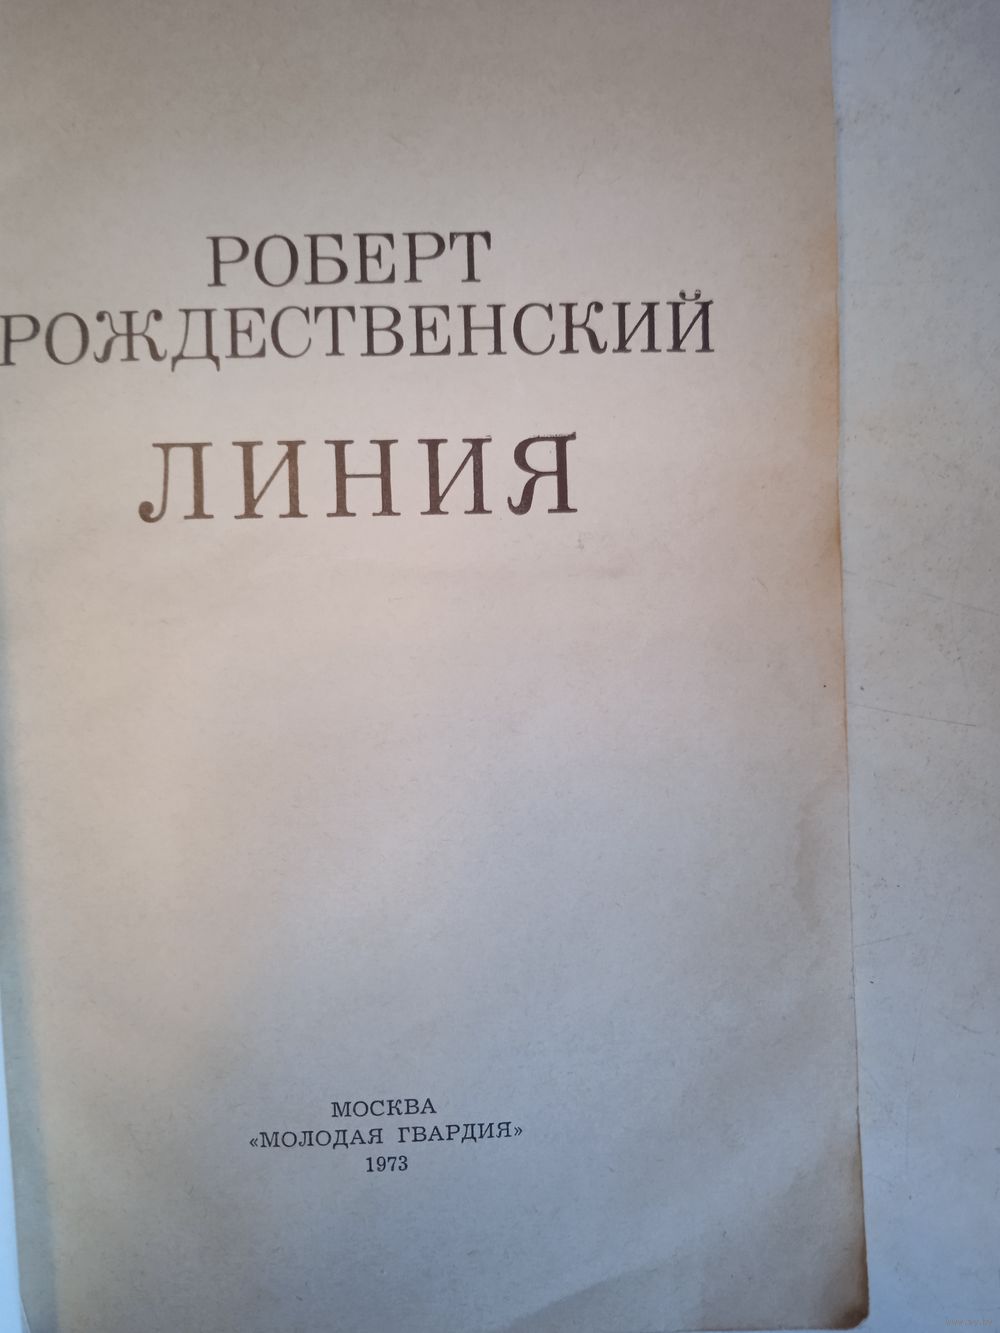 РОБЕРТ
РОЖДЕСТВЕНСКИЙ
ЛИНИЯ
МОСКВА
«МОЛОДАЯ ГВАРДИЯ»
1973